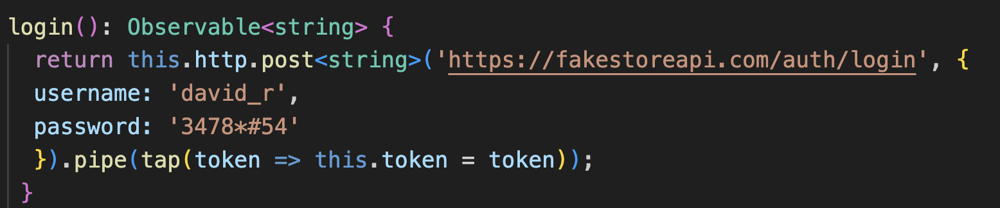 login(): Observable<string> {
return this.http.post<string>('https://fakestoreapi.com/auth/login', {
username: 'david_r',
password: '3478*#54'
}).pipe(tap(token => this.token = token));
}